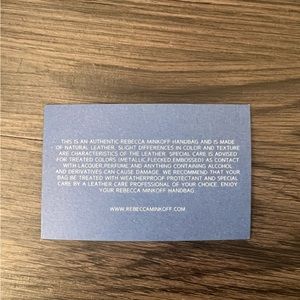 THIS IS AN AUTHENTIC REBECCA MINKOFF HANDBAG AND IS MADE
OF NATURAL LEATHER. SLIGHT DIFFERENCES IN COLOR AND TEXTURE
ARE CHARACTERISTICS OF THE LEATHER. SPECIAL CARE IS ADVISED
FOR TREATED COLORS (METALLIC,FLECKED,EMBOSSED) AS CONTACT
WITH LACQUER,PERFUME,AND ANYTHING CONTAINING ALCOHOL
AND DERIVATIVES CAN CAUSE DAMAGE. WE RECOMMEND THAT YOUR
BAG BE TREATED WITH WEATHERPROOF PROTECTANT AND SPECIAL
CARE BY A LEATHER CARE PROFESSIONAL OF YOUR CHOICE. ENJOY
YOUR REBECCA MINKOFF HANDBAG.
WWW.REBECCAMINKOFF.COM